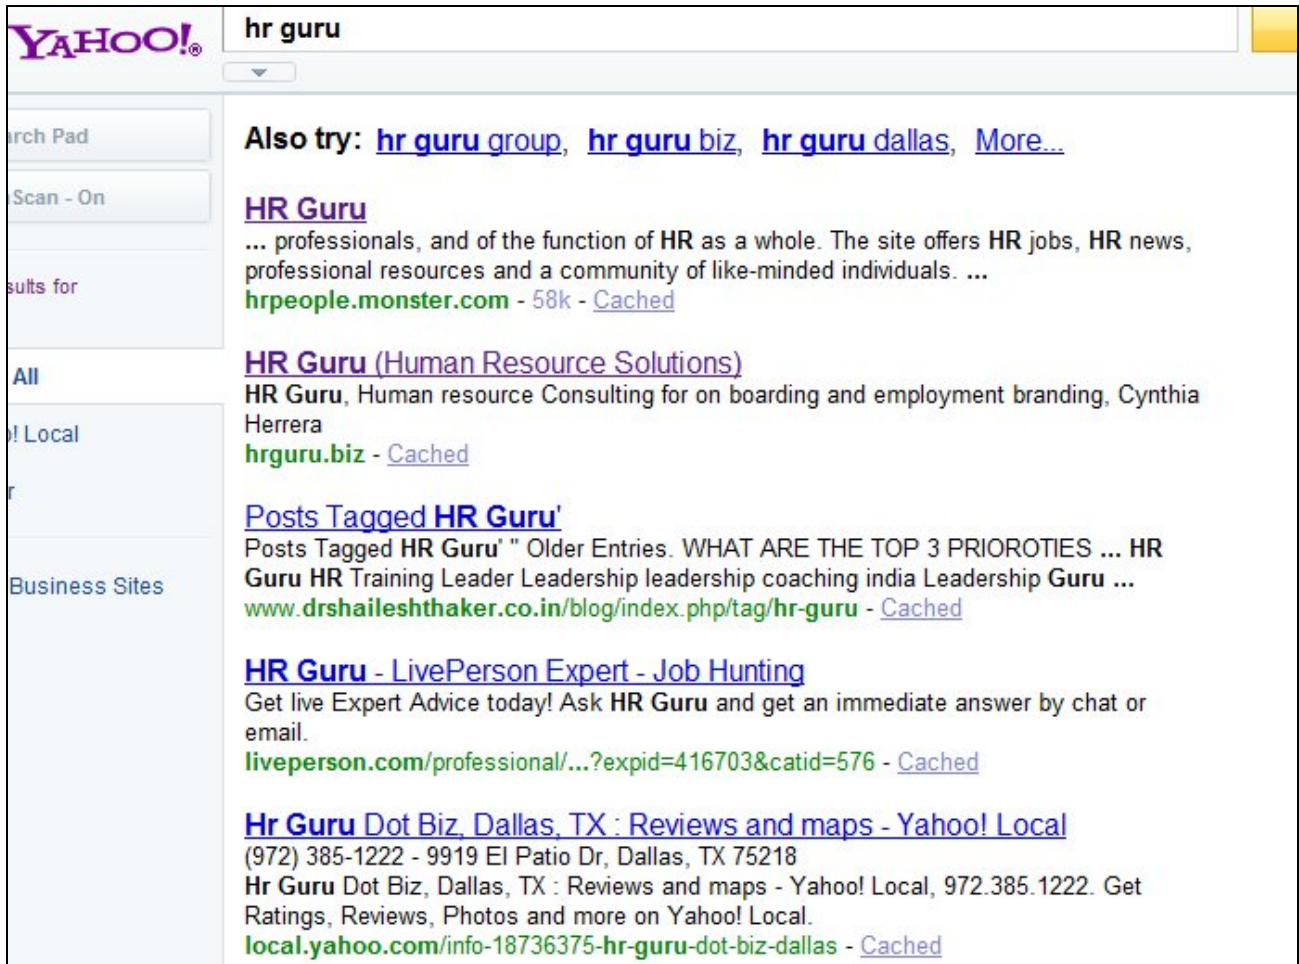 YAHOO!®
hr guru
arch Pad
Scan - On
sults for
All
o! Local
r
Business Sites
Also try: hr guru group, hr guru biz, hr guru dallas, More...
HR Guru
... professionals, and of the function of HR as a whole. The site offers HR jobs, HR news,
professional resources and a community of like-minded individuals. ...
hrpeople.monster.com - 58k - Cached
HR Guru (Human Resource Solutions)
HR Guru, Human resource Consulting for on boarding and employment branding, Cynthia
Herrera
hrguru.biz - Cached
Posts Tagged HR Guru'
Posts Tagged HR Guru' " Older Entries. WHAT ARE THE TOP 3 PRIOROTIES ... HR
Guru HR Training Leader Leadership leadership coaching india Leadership Guru ...
www.drshaileshthaker.co.in/blog/index.php/tag/hr-guru - Cached
HR Guru - LivePerson Expert - Job Hunting
Get live Expert Advice today! Ask HR Guru and get an immediate answer by chat or
email.
liveperson.com/professional/...?expid=416703&catid=576 - Cached
Hr Guru Dot Biz, Dallas, TX : Reviews and maps - Yahoo! Local
(972) 385-1222 - 9919 El Patio Dr, Dallas, TX 75218
Hr Guru Dot Biz, Dallas, TX : Reviews and maps - Yahoo! Local, 972.385.1222. Get
Ratings, Reviews, Photos and more on Yahoo! Local.
local.yahoo.com/info-18736375-hr-guru-dot-biz-dallas - Cached